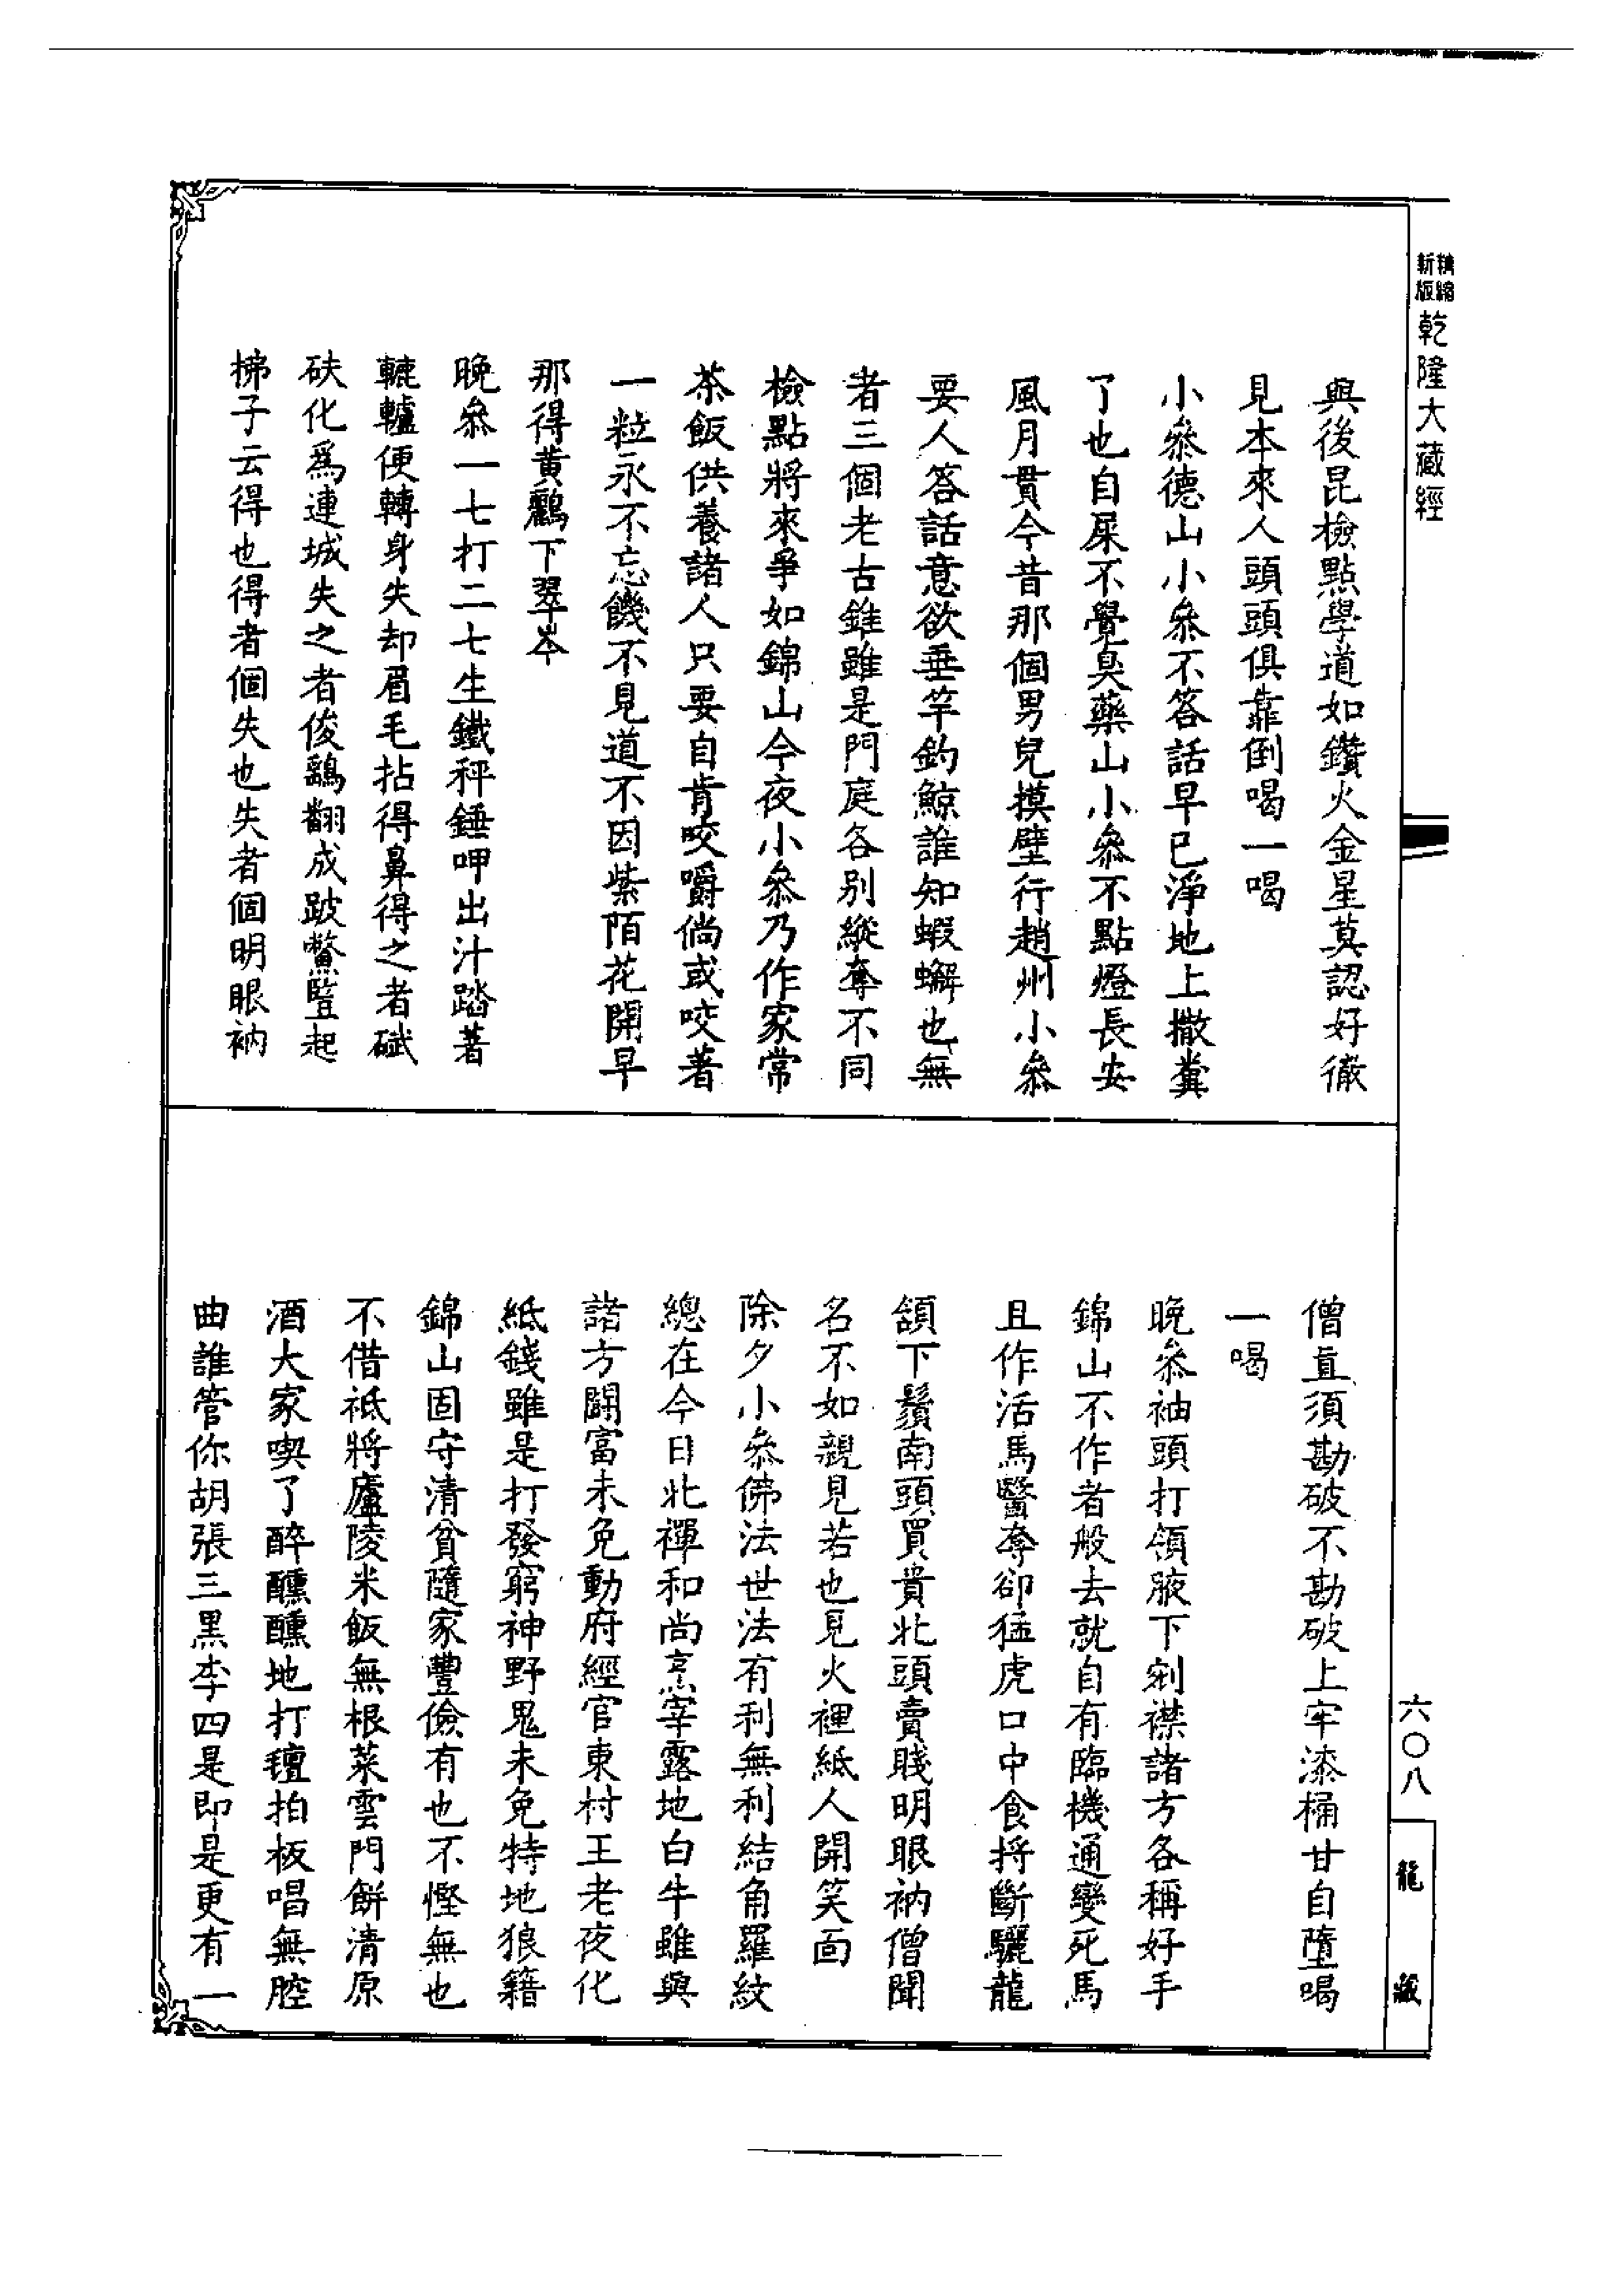 精縮新版
乾隆大藏經
與後昆檢點學道如鑽火金星莫認好徹
見本來人頭頭俱靠倒喝一喝
小參德山小參不答話早已淨地上撒糞
了也自屎不覺臭藥山小參不點燈長安
風月貫今昔那個男兒摸壁行趙州小參
要人答話意欲垂竿釣鯨誰知蝦蠏也無
者三個老古錐雖是門庭各別縱奪不同
檢點將來爭如錦山今夜小參乃作家常
茶飯供養諸人只要自肯咬嚼倘或咬著
一粒永不忘饑不見道不因紫陌花開早
那得黃鸝下翠岑
晚參一七打二七生鐵秤錘呷出汁踏著
轆轤便轉身失却眉毛拈得鼻得之者碔
砆化爲連城失之者俊鷂翻成跛鱉豎起
拂子云得也得者個失也失者個明眼衲
僧直須勘破不勘破上牢漆桶甘自墮喝
一喝
晚參袖頭打領腋下剜襟諸方各稱好手
錦山不作者般去就自有臨機通變死馬
且作活馬醫奪卻猛虎口中食捋斷驪龍
頷下鬚南頭買貴北頭賣賤明眼衲僧聞
名不如親見若也見火裡紙人開笑面
除夕小參佛法世法有利無利結角羅紋
總在今日北禪和尚烹宰露地白牛雖與
諸方鬪富未免動府經官東村王老夜化
紙錢雖是打發窮神野鬼未免特地狼籍
錦山固守清貧隨家豐儉有也不慳無也
不借祇將廬陵米飯無根菜雲門餅清原
酒大家喫了醉醺醺地打𣫩拍板唱無腔
曲誰管你胡張三黑李四是即是更有一
六〇八
龍藏